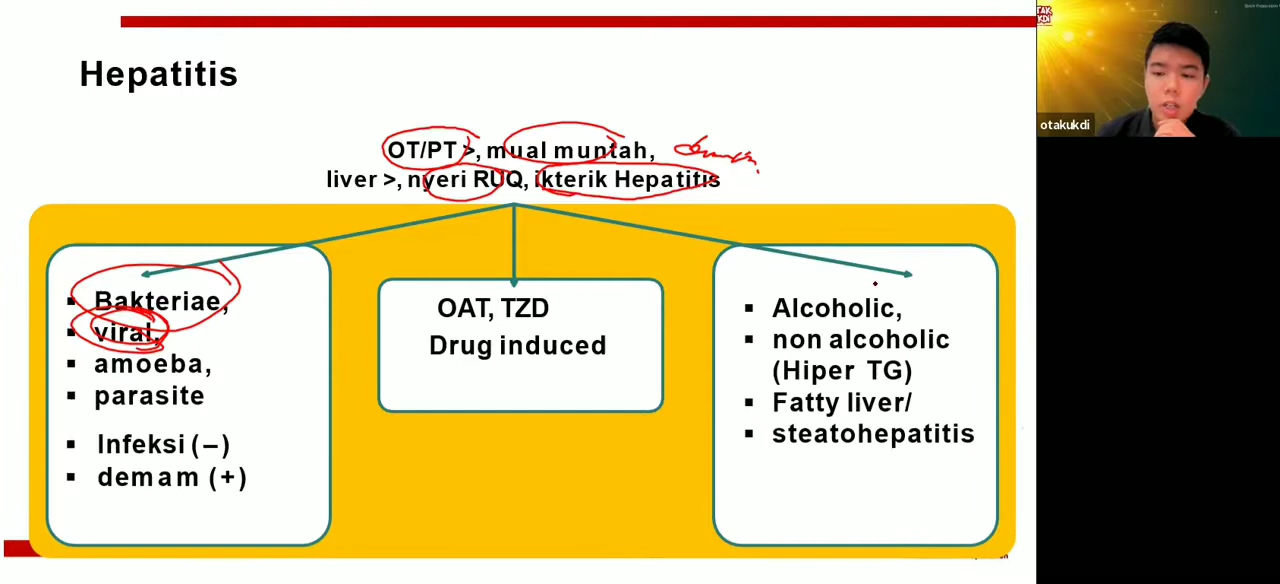 Hepatitis
OT/PT >, mual muntah, demam
liver >, nyeri RUQ, ikterik Hepatitis
▪ Bakteriae,
▪ viral,
▪ amoeba,
▪ parasite
▪ Infeksi (–)
▪ demam (+)
OAT, TZD
Drug induced
▪ Alcoholic,
▪ non alcoholic
(Hiper TG)
▪ Fatty liver/
▪ steatohepatitis
otakukdi